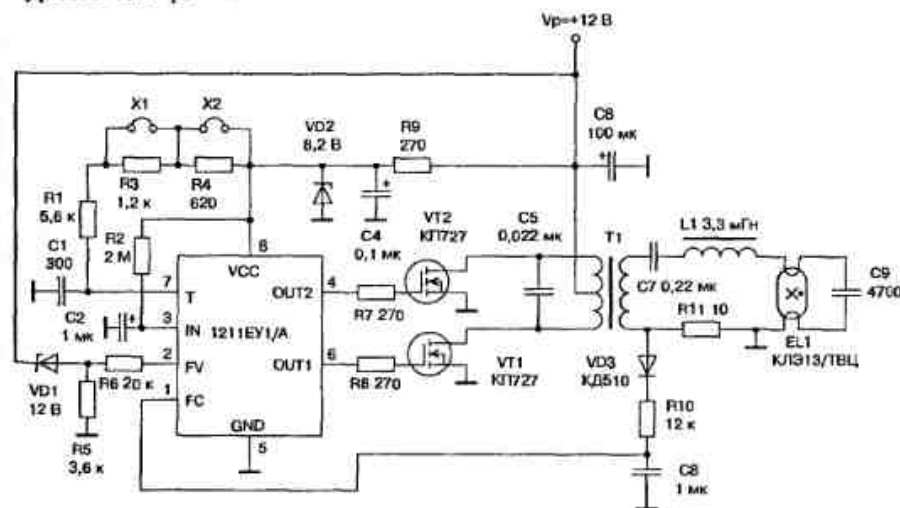 Vp=+12 В
X1
X2
VD2
8,2 В
R9
270
C8
100 мк
+
R3
1,2 к
R4
620
R1
5,6 к
R2
2 М
C4
0,1 мк
+
VT2
КП727
C5
0,022 мк
T1
L1 3,3 мГн
C1
300
8
VCC
7
T
OUT2
4
R7 270
C7 0,22 мк
C9
4700
C2
1 мк
+
3
IN
1211ЕУ1/А
R11 10
EL1
КЛЭ13/ТВЦ
2
FV
OUT1
6
R8 270
VT1
КП727
VD3
КД510
VD1
12 В
R6 20 к
1
FC
R5
3,6 к
GND
5
R10
12 к
C8
1 мк